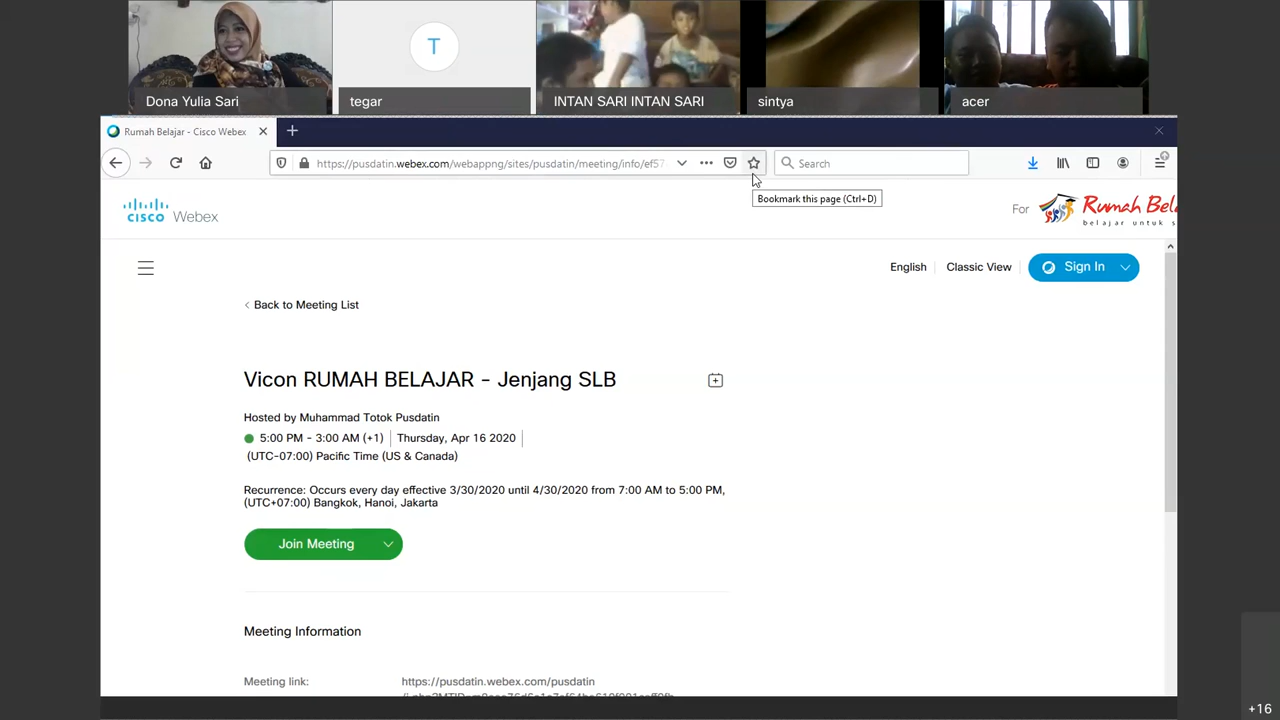 Dona Yulia Sari
T
tegar
INTAN SARI INTAN SARI
sintya
acer
Rumah Belajar - Cisco Webex
https://pusdatin.webex.com/webappng/sites/pusdatin/meeting/info/ef57
Search
Bookmark this page (Ctrl+D)
cisco Webex
For
Rumah Bela
belajar untuk s
English
Classic View
Sign In
Back to Meeting List
Vicon RUMAH BELAJAR - Jenjang SLB
Hosted by Muhammad Totok Pusdatin
5:00 PM - 3:00 AM (+1) Thursday, Apr 16 2020
(UTC-07:00) Pacific Time (US & Canada)
Recurrence: Occurs every day effective 3/30/2020 until 4/30/2020 from 7:00 AM to 5:00 PM,
(UTC+07:00) Bangkok, Hanoi, Jakarta
Join Meeting
Meeting Information
Meeting link:
https://pusdatin.webex.com/pusdatin
+16